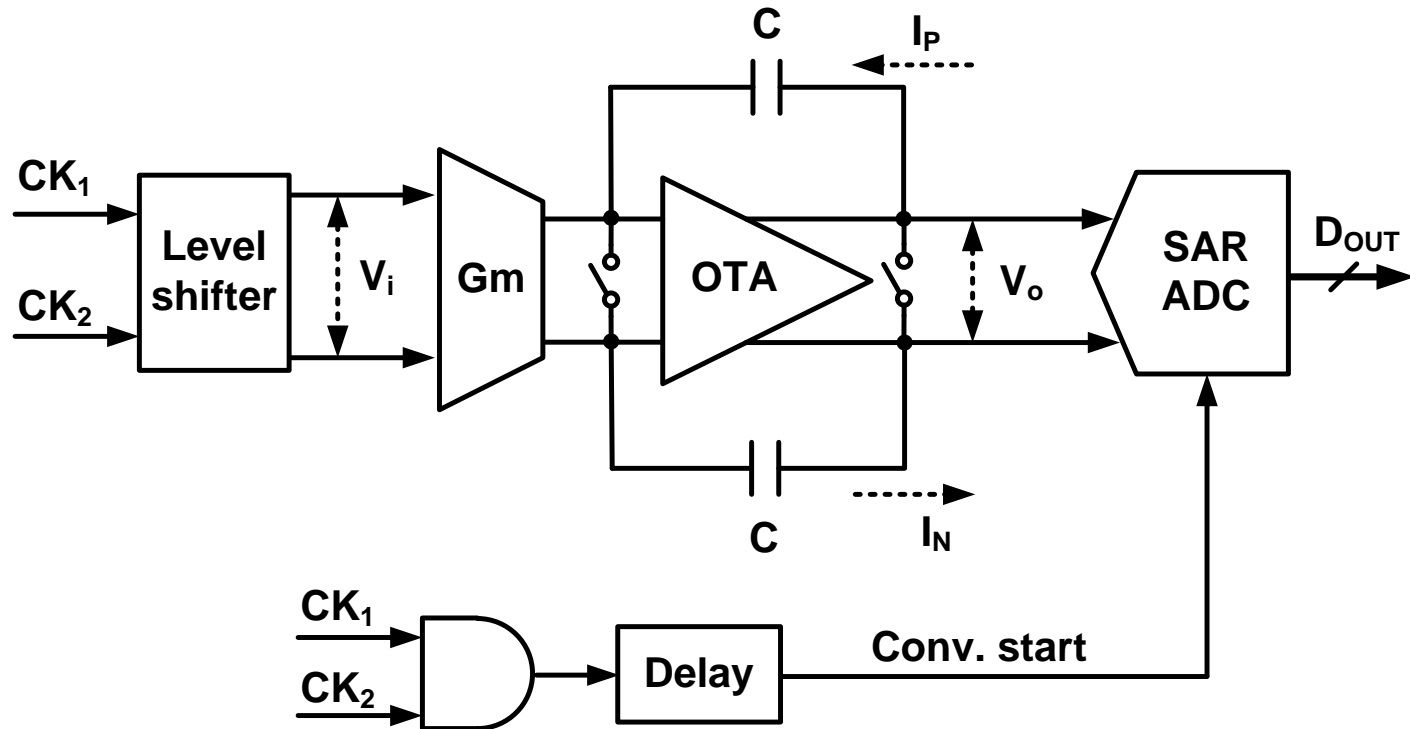 C
I_P
CK_1
CK_2
Level
shifter
V_i
Gm
OTA
V_o
SAR
ADC
D_OUT
C
I_N
CK_1
CK_2
Delay
Conv. start